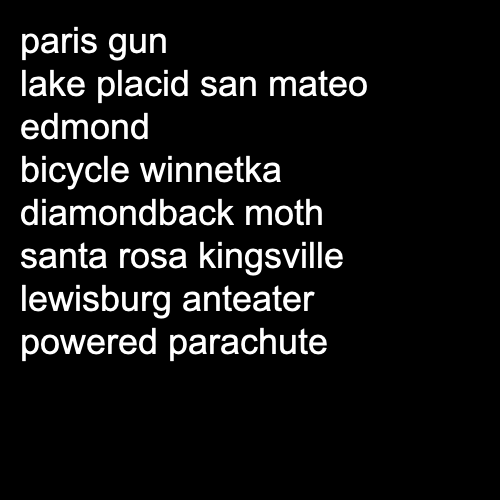 paris gun
lake placid san mateo
edmond
bicycle winnetka
diamondback moth
santa rosa kingsville
lewisburg anteater
powered parachute